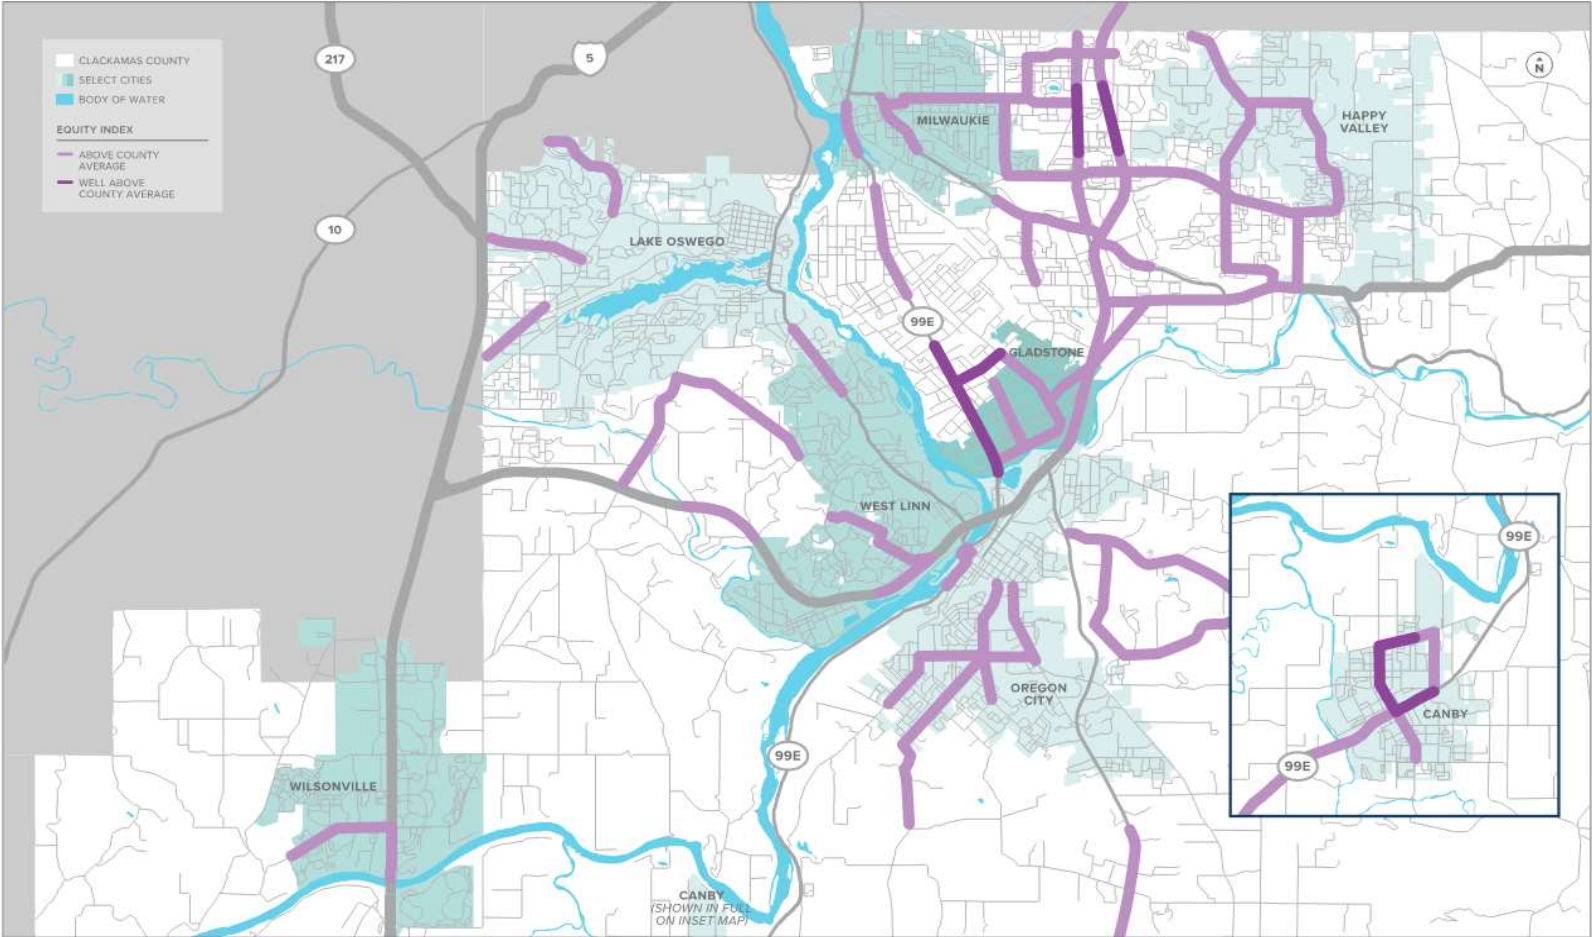 CLACKAMAS COUNTY
SELECT CITIES
BODY OF WATER
EQUITY INDEX
ABOVE COUNTY
AVERAGE
WELL ABOVE
COUNTY AVERAGE
217
5
N
10
MILWAUKIE
HAPPY
VALLEY
LAKE OSWEGO
99E
GLADSTONE
WEST LINN
OREGON
CITY
99E
WILSONVILLE
CANBY
(SHOWN IN FULL
ON INSET MAP)
99E
CANBY
99E